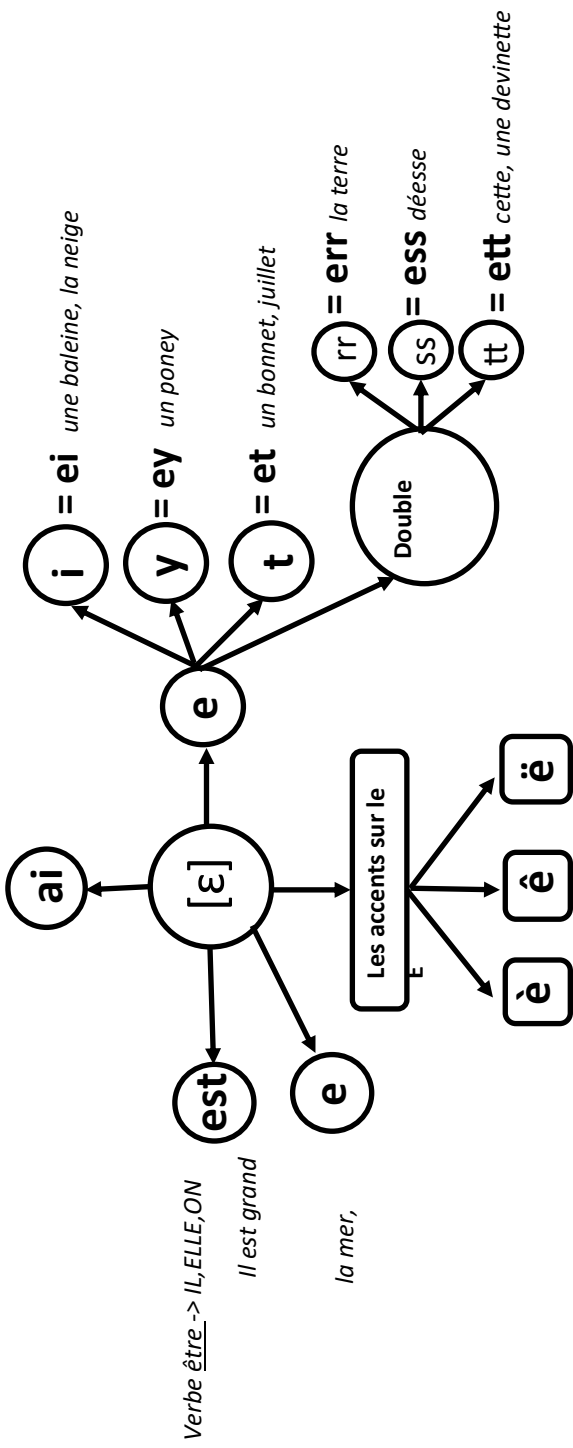 ai
[ɛ]
e
i = ei une baleine, la neige
y = ey un poney
t = et un bonnet, juillet
Double
rr = err la terre
ss = ess déesse
tt = ett cette, une devinette
est
Verbe être -> IL,ELLE,ON
Il est grand
e
la mer,
Les accents sur le
E
è
ê
ë